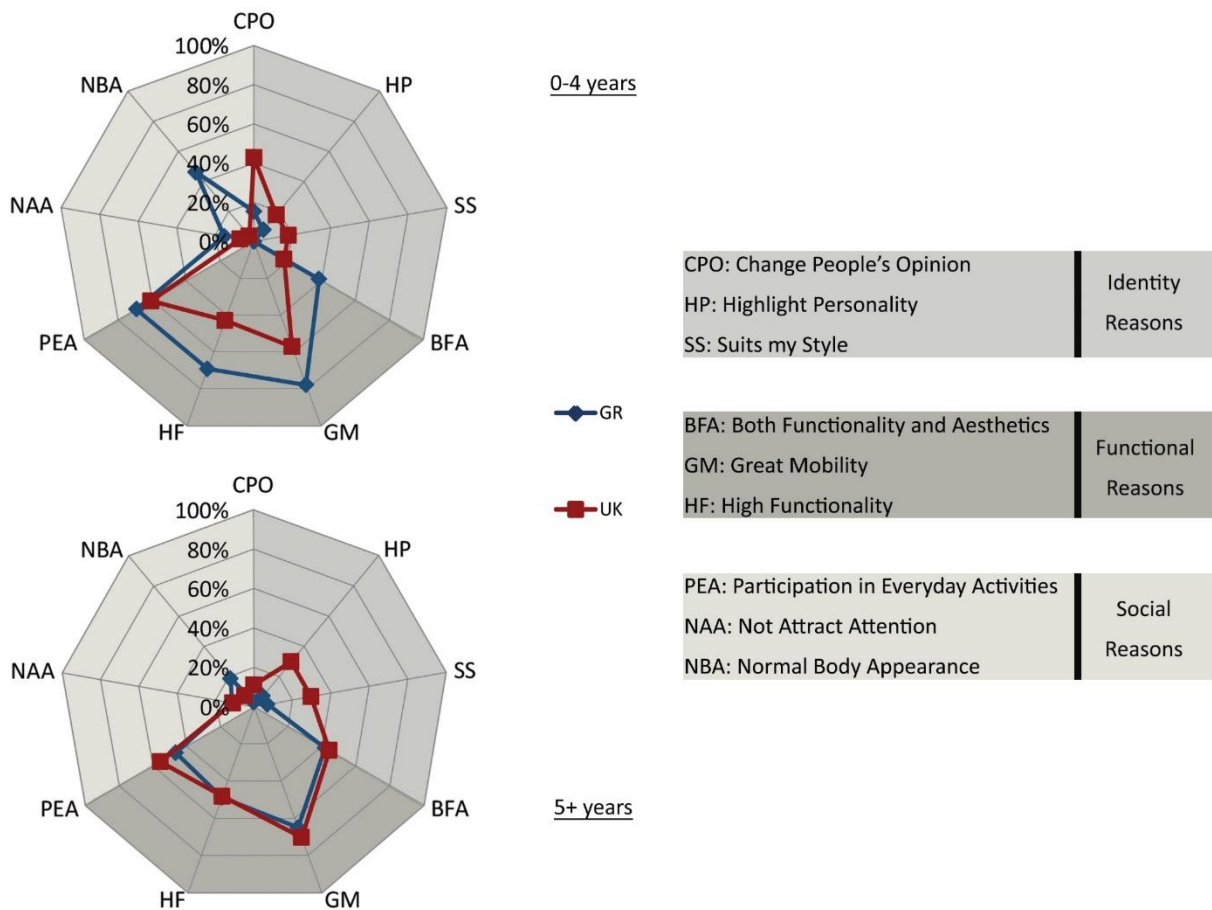 CPO
100%
NBA
HP
0-4 years
80%
60%
40%
NAA
20%
SS
0%
PEA
BFA
HF
GM
GR
UK
CPO
100%
NBA
HP
80%
60%
40%
NAA
20%
SS
0%
PEA
BFA
5+ years
HF
GM
CPO: Change People’s Opinion
HP: Highlight Personality
SS: Suits my Style
Identity
Reasons
BFA: Both Functionality and Aesthetics
GM: Great Mobility
HF: High Functionality
Functional
Reasons
PEA: Participation in Everyday Activities
NAA: Not Attract Attention
NBA: Normal Body Appearance
Social
Reasons